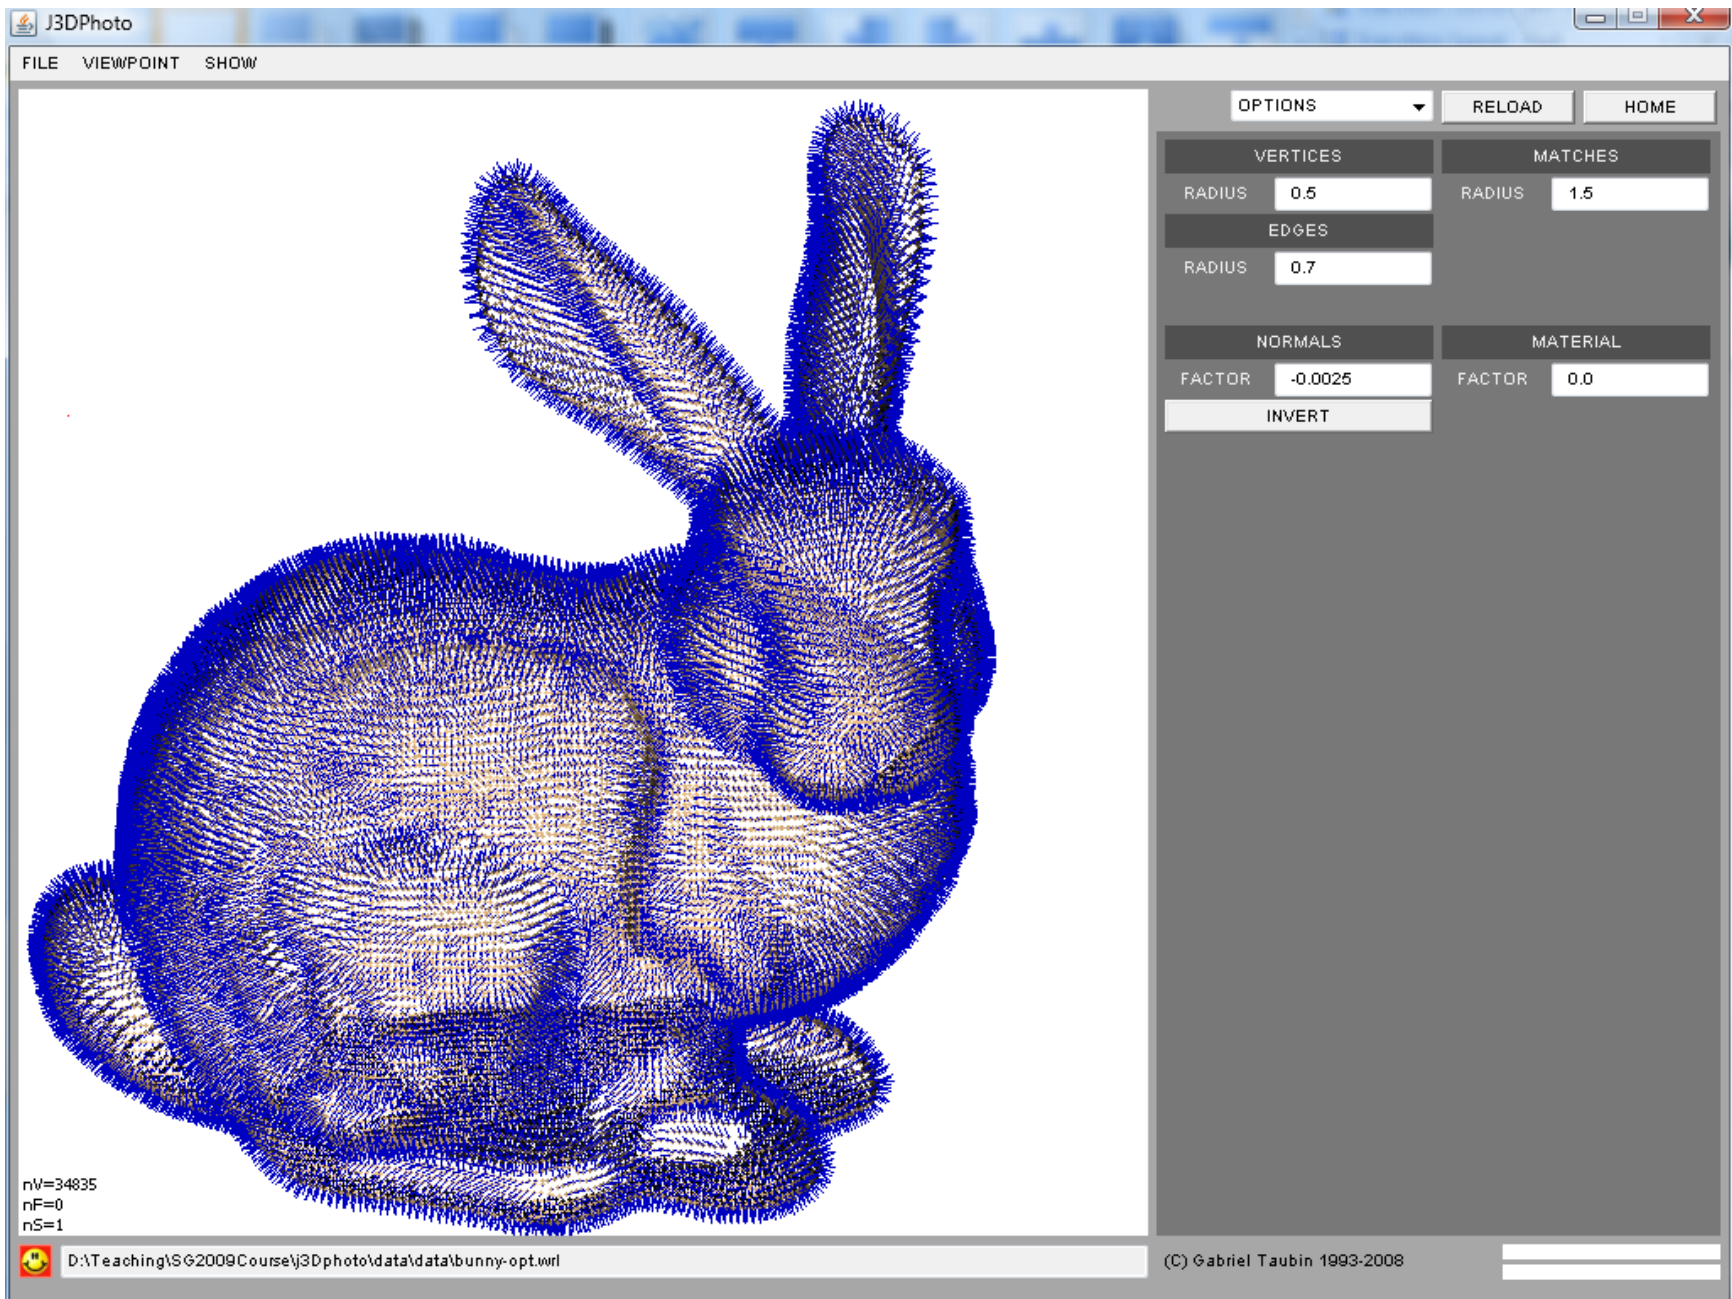 J3DPhoto
FILE VIEWPOINT SHOW
OPTIONS RELOAD HOME
VERTICES MATCHES
RADIUS 0.5 RADIUS 1.5
EDGES
RADIUS 0.7
NORMALS MATERIAL
FACTOR -0.0025 FACTOR 0.0
INVERT
nV=34835
nF=0
nS=1
D:\Teaching\SG2009Course\j3Dphoto\data\data\bunny-opt.wrl (C) Gabriel Taubin 1993-2008